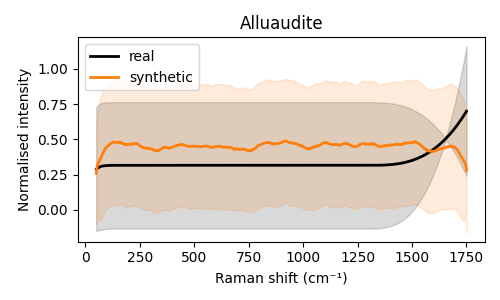 Alluaudite
real
synthetic
Normalised intensity
1.00
0.75
0.50
0.25
0.00
0 250 500 750 1000 1250 1500 1750
Raman shift (cm⁻¹)